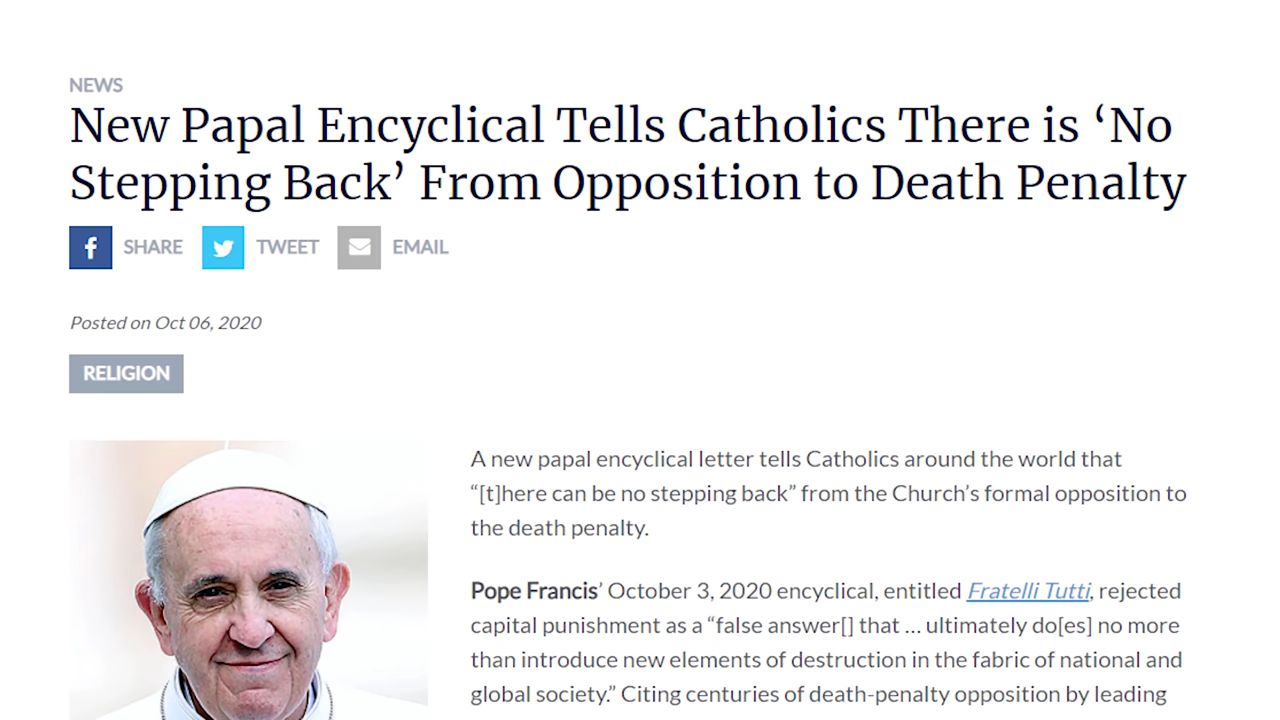 NEWS
New Papal Encyclical Tells Catholics There is ‘No
Stepping Back’ From Opposition to Death Penalty
SHARE TWEET EMAIL
Posted on Oct 06, 2020
RELIGION
A new papal encyclical letter tells Catholics around the world that
“[t]here can be no stepping back” from the Church’s formal opposition to
the death penalty.
Pope Francis’ October 3, 2020 encyclical, entitled Fratelli Tutti, rejected
capital punishment as a “false answer[] that … ultimately do[es] no more
than introduce new elements of destruction in the fabric of national and
global society.” Citing centuries of death-penalty opposition by leading